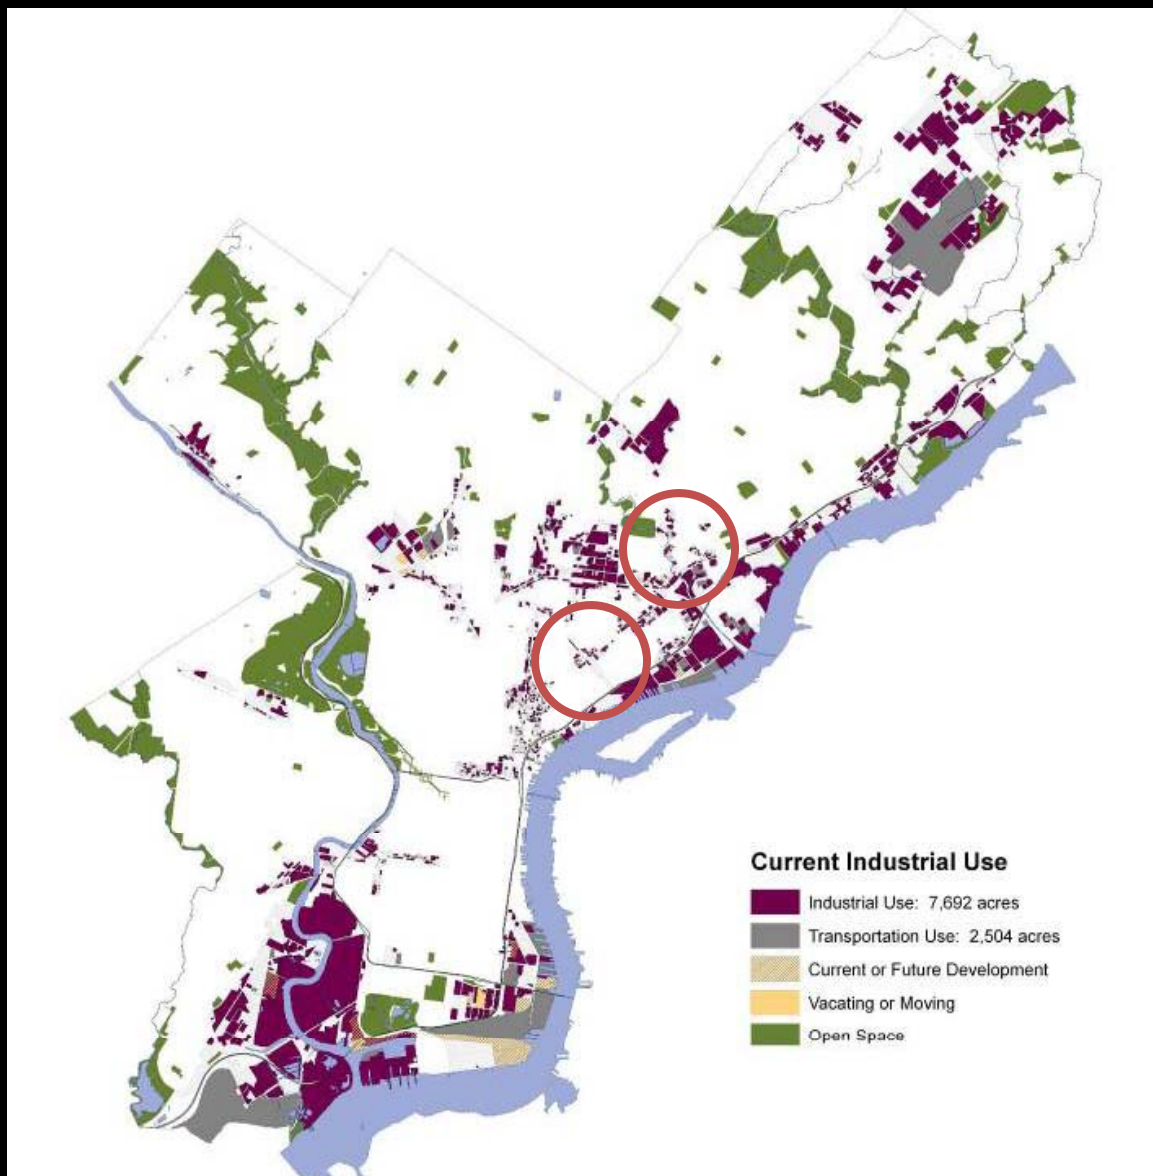 Current Industrial Use
Industrial Use: 7,692 acres
Transportation Use: 2,504 acres
Current or Future Development
Vacating or Moving
Open Space